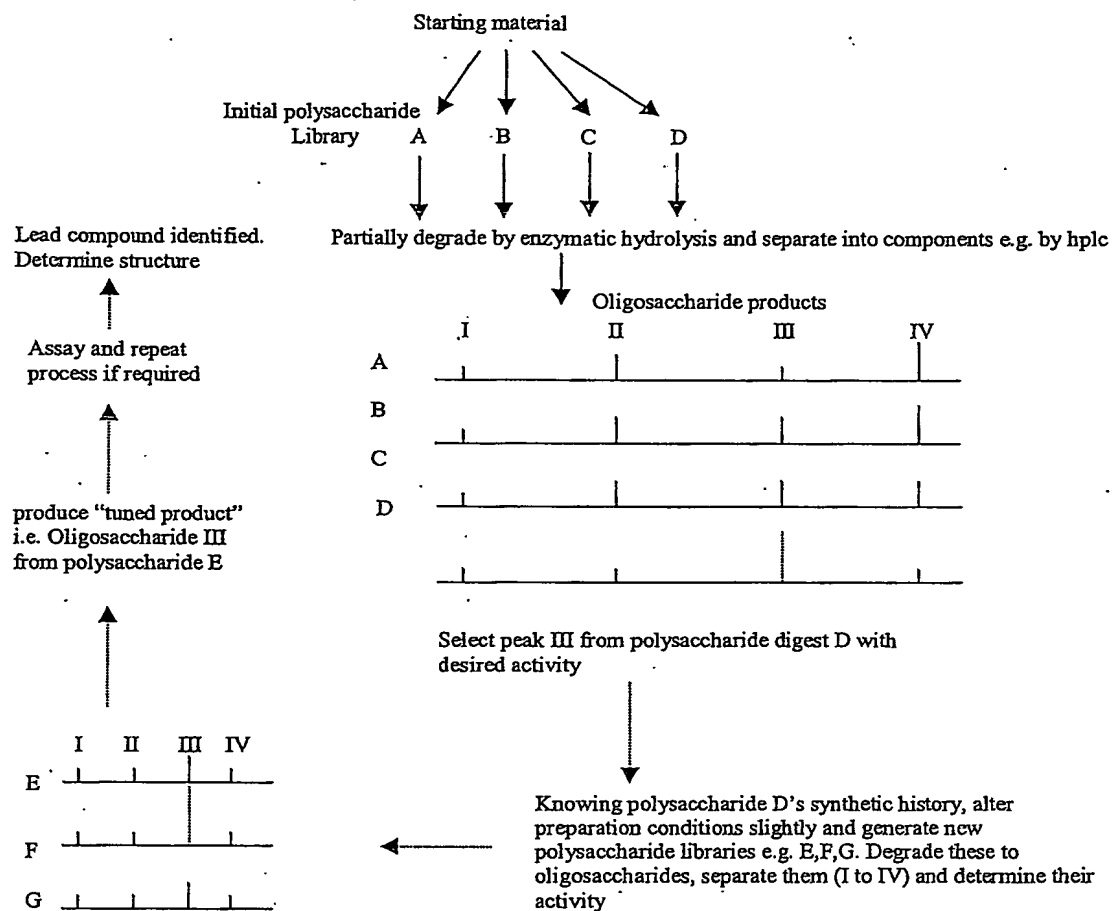 Starting material
Initial polysaccharide
Library
A B C D
Partially degrade by enzymatic hydrolysis and separate into components e.g. by hplc
Oligosaccharide products
I II III IV
A
B
C
D
Select peak III from polysaccharide digest D with
desired activity
Knowing polysaccharide D's synthetic history, alter
preparation conditions slightly and generate new
polysaccharide libraries e.g. E,F,G. Degrade these to
oligosaccharides, separate them (I to IV) and determine their
activity
I II III IV
E
F
G
produce "tuned product"
i.e. Oligosaccharide III
from polysaccharide E
Assay and repeat
process if required
Lead compound identified.
Determine structure